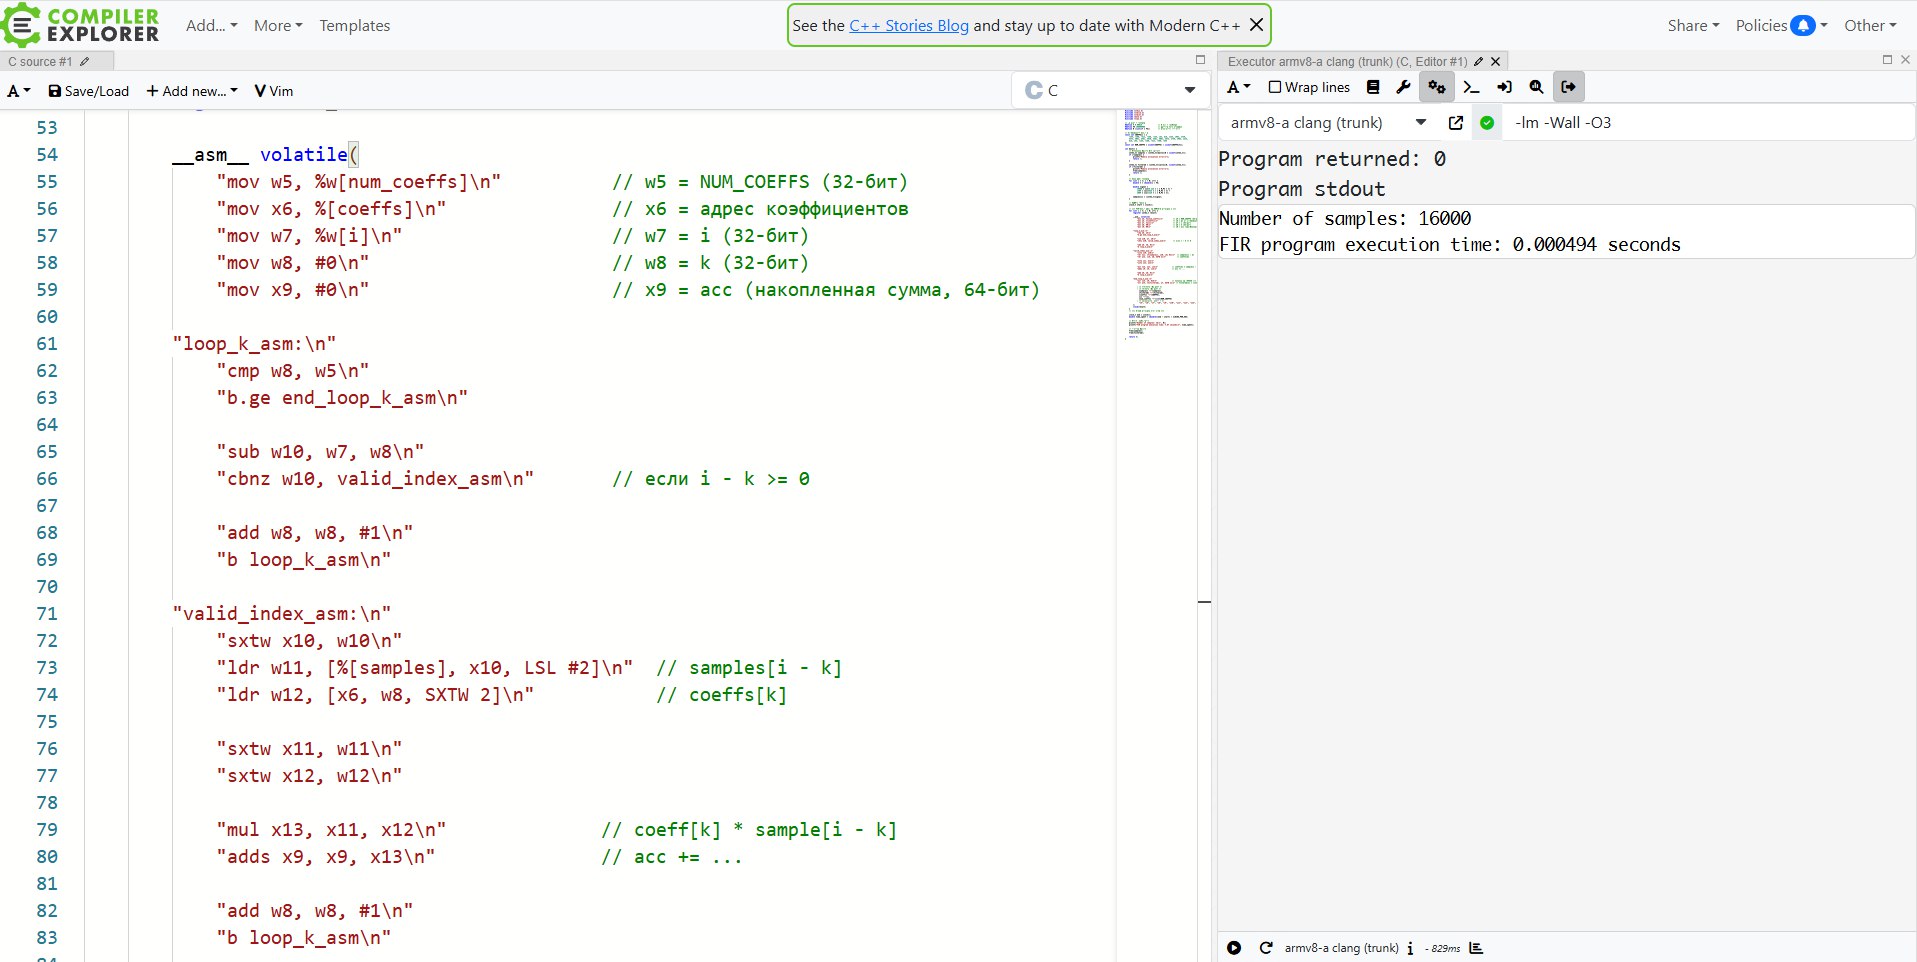 COMPILER EXPLORER
Add...
More
Templates
See the C++ Stories Blog and stay up to date with Modern C++
Share
Policies
Other
C source #1
A
Save/Load
Add new...
Vim
C
53
54 __asm__ volatile(
55 "mov w5, %w[num_coeffs]\n" // w5 = NUM_COEFFS (32-бит)
56 "mov x6, %[coeffs]\n" // x6 = адрес коэффициентов
57 "mov w7, %w[i]\n" // w7 = i (32-бит)
58 "mov w8, #0\n" // w8 = k (32-бит)
59 "mov x9, #0\n" // x9 = acc (накопленная сумма, 64-бит)
60
61 "loop_k_asm:\n"
62 "cmp w8, w5\n"
63 "b.ge end_loop_k_asm\n"
64
65 "sub w10, w7, w8\n"
66 "cbnz w10, valid_index_asm\n" // если i - k >= 0
67
68 "add w8, w8, #1\n"
69 "b loop_k_asm\n"
70
71 "valid_index_asm:\n"
72 "sxtw x10, w10\n"
73 "ldr w11, [%[samples], x10, LSL #2]\n" // samples[i - k]
74 "ldr w12, [x6, w8, SXTW 2]\n" // coeffs[k]
75
76 "sxtw x11, w11\n"
77 "sxtw x12, w12\n"
78
79 "mul x13, x11, x12\n" // coeff[k] * sample[i - k]
80 "adds x9, x9, x13\n" // acc += ...
81
82 "add w8, w8, #1\n"
83 "b loop_k_asm\n"
Executor armv8-a clang (trunk) (C, Editor #1)
A
Wrap lines
armv8-a clang (trunk)
-lm -Wall -O3
Program returned: 0
Program stdout
Number of samples: 16000
FIR program execution time: 0.000494 seconds
armv8-a clang (trunk) i - 829ms